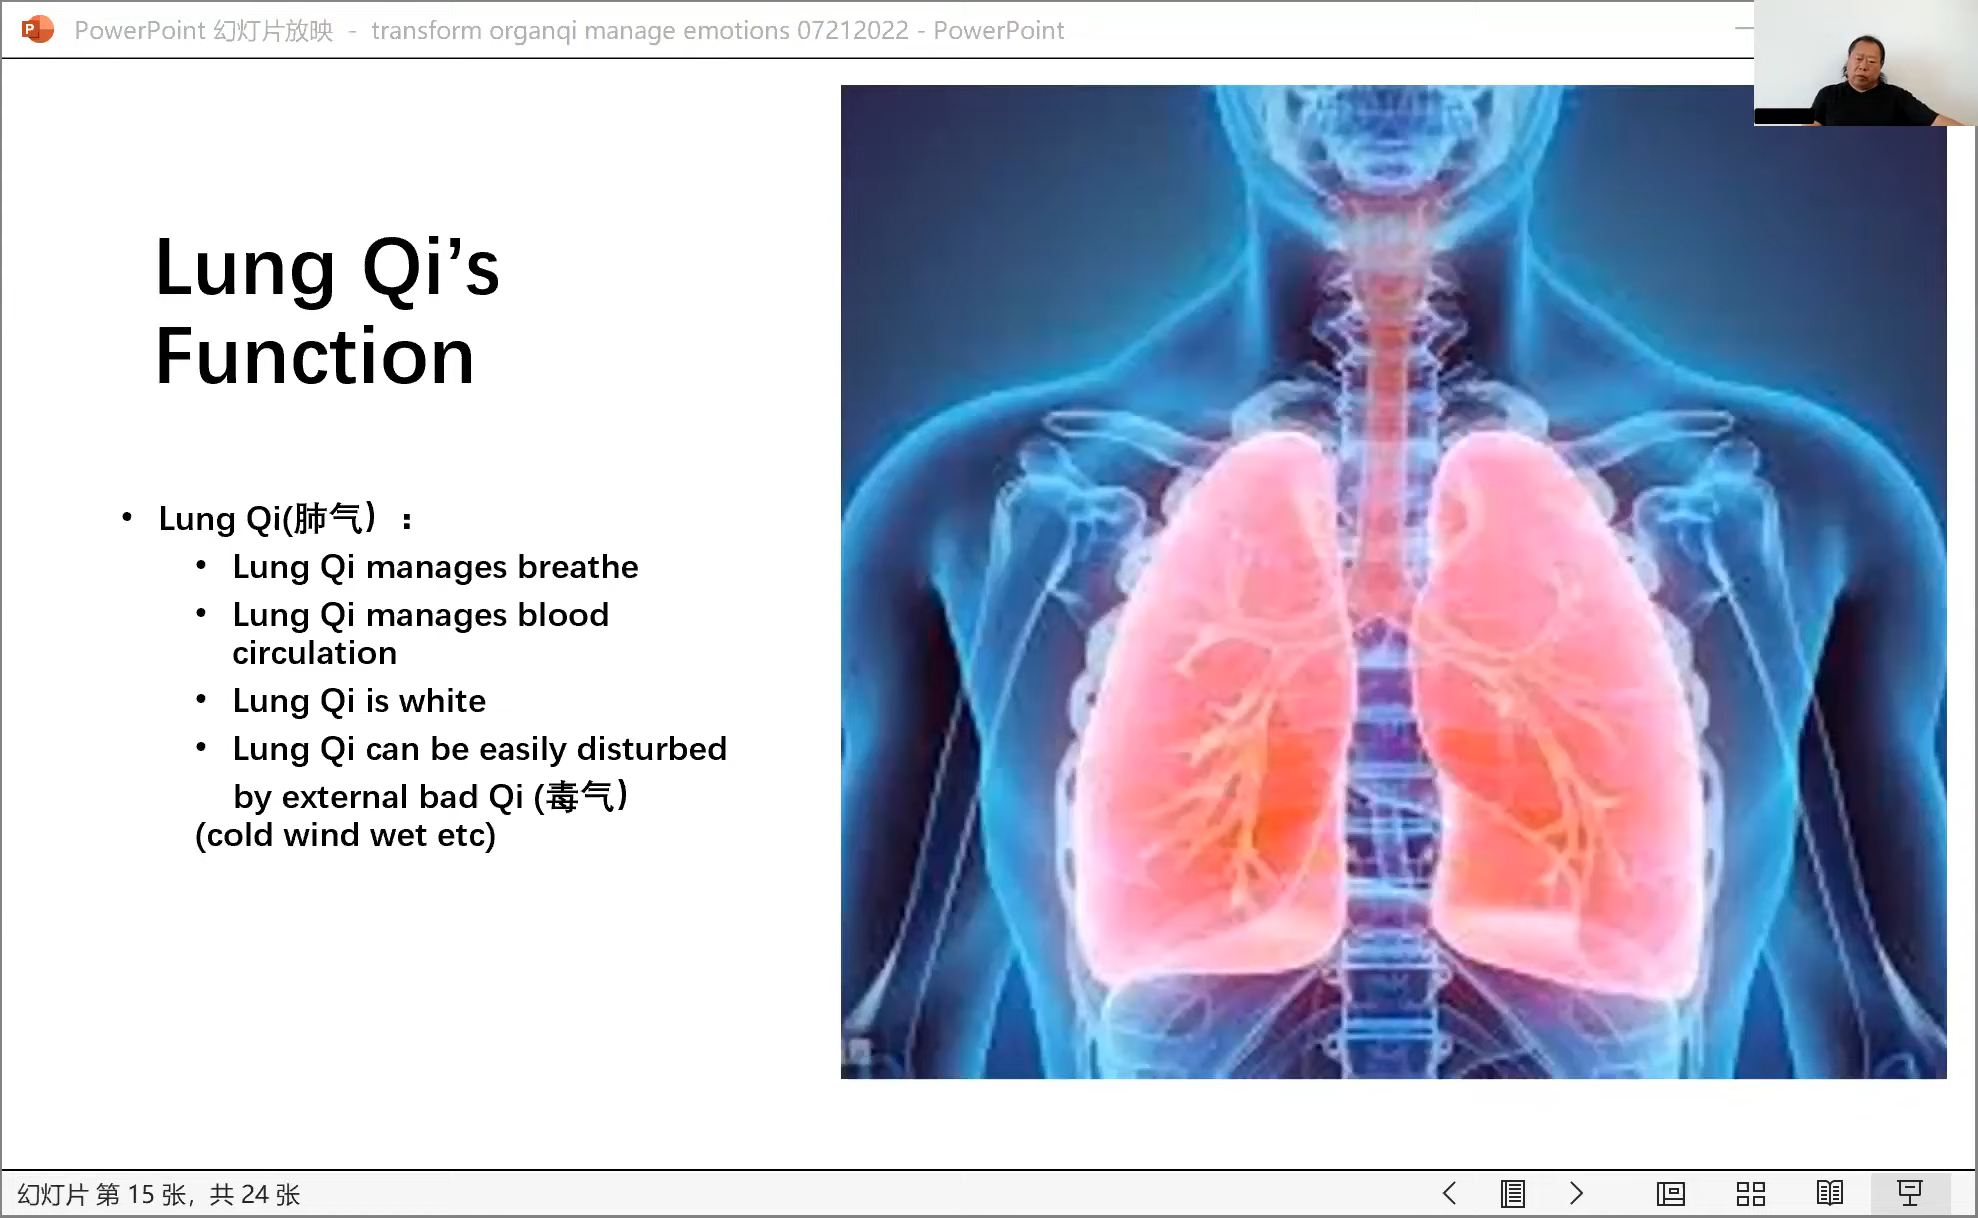 PowerPoint 幻灯片放映 - transform organqi manage emotions 07212022 - PowerPoint
Lung Qi’s
Function
• Lung Qi(肺气）：
• Lung Qi manages breathe
• Lung Qi manages blood
circulation
• Lung Qi is white
• Lung Qi can be easily disturbed
by external bad Qi (毒气）
(cold wind wet etc)
幻灯片 第 15 张，共 24 张